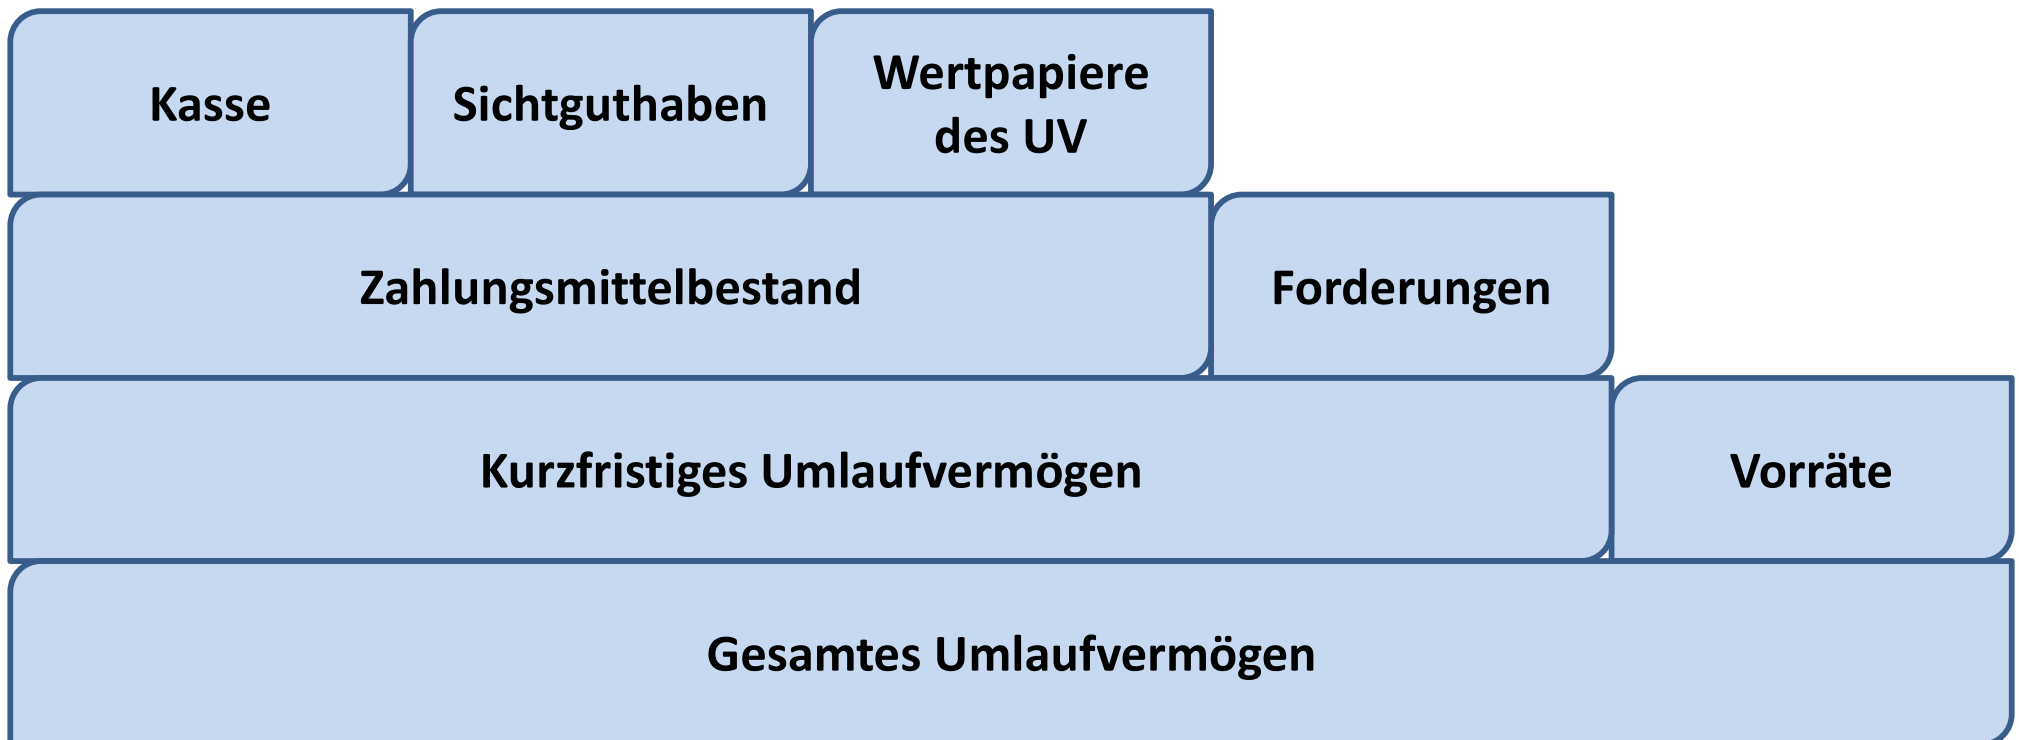 Kasse
Sichtguthaben
Wertpapiere
des UV
Zahlungsmittelbestand
Forderungen
Kurzfristiges Umlaufvermögen
Vorräte
Gesamtes Umlaufvermögen